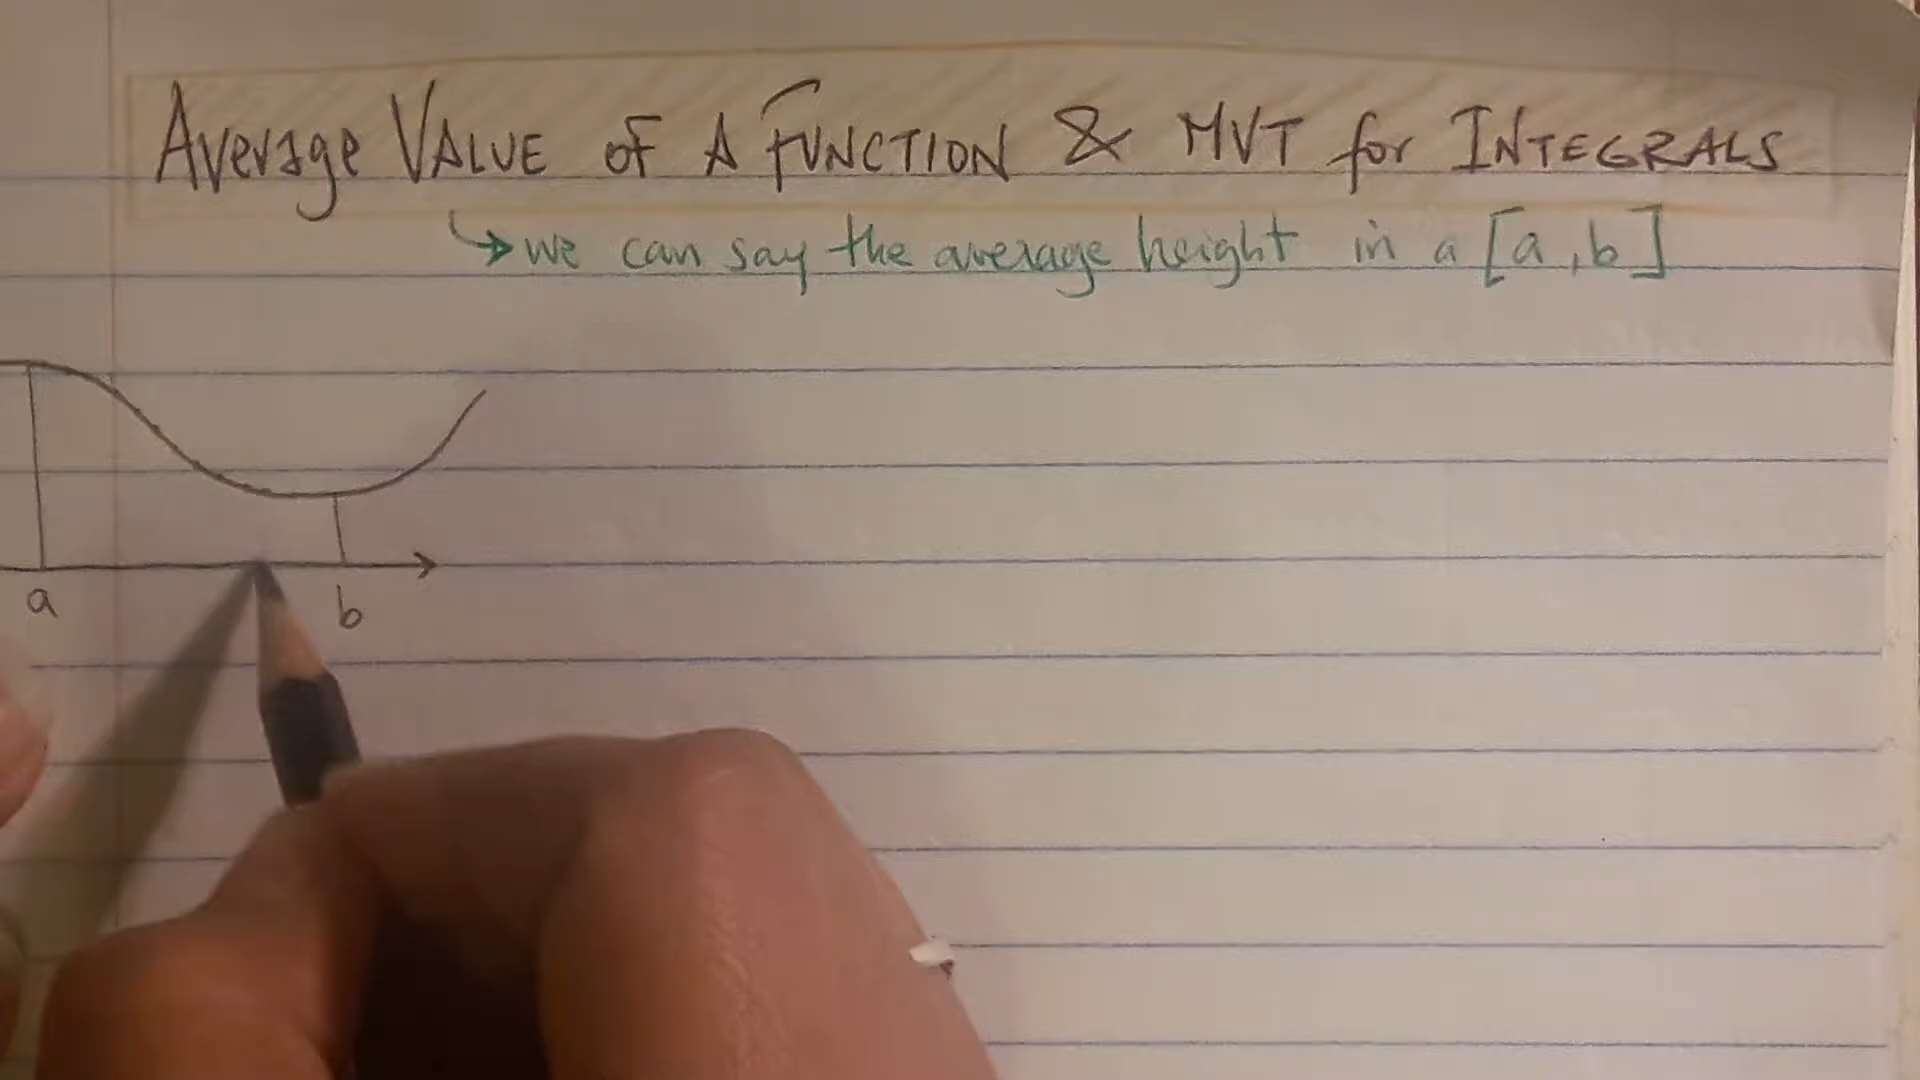 Average VALUE OF A FUNCTION & MVT for INTEGRALS
↳ we can say the average height in a [a,b]
a b